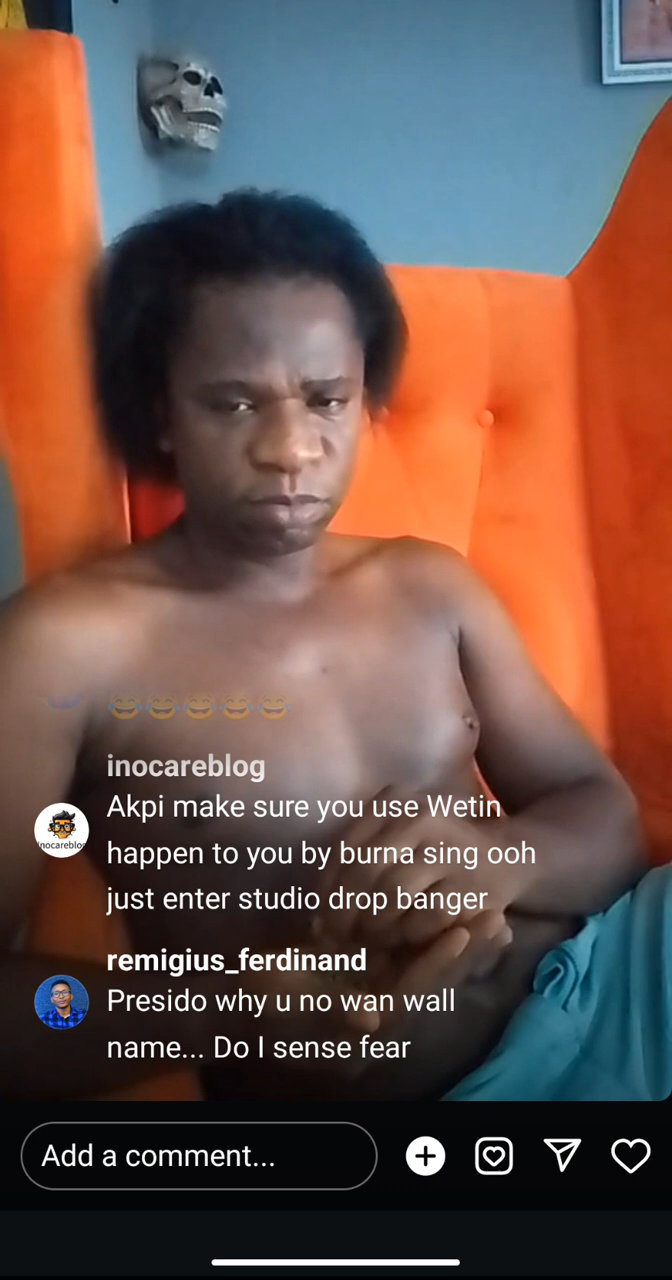 😂😂😂😂😂
inocareblog
Akpi make sure you use Wetin
happen to you by burna sing ooh
just enter studio drop banger
remigius_ferdinand
Presido why u no wan wall
name... Do I sense fear
Add a comment...